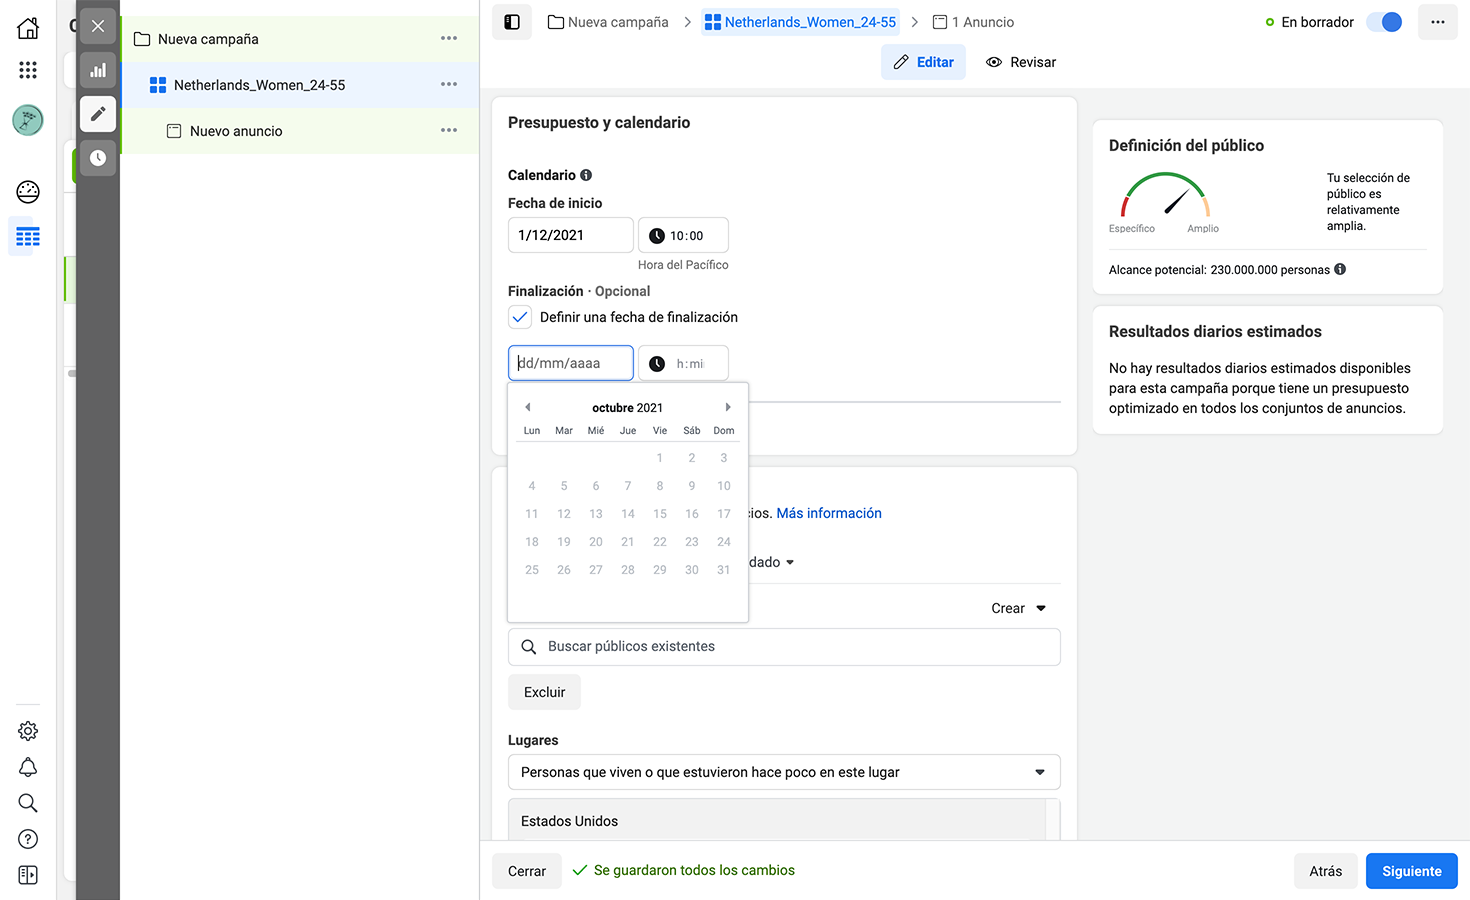 Nueva campaña
Netherlands_Women_24-55
Nuevo anuncio
Nueva campaña
Netherlands_Women_24-55
1 Anuncio
En borrador
Editar
Revisar
Presupuesto y calendario
Calendario
Fecha de inicio
1/12/2021
10:00
Hora del Pacífico
Finalización · Opcional
Definir una fecha de finalización
dd/mm/aaaa
h:mi
octubre 2021
Lun Mar Mié Jue Vie Sáb Dom
1 2 3
4 5 6 7 8 9 10
11 12 13 14 15 16 17
18 19 20 21 22 23 24
25 26 27 28 29 30 31
cios. Más información
dado
Crear
Buscar públicos existentes
Excluir
Lugares
Personas que viven o que estuvieron hace poco en este lugar
Estados Unidos
Cerrar
Se guardaron todos los cambios
Atrás
Siguiente
Definición del público
Específico
Amplio
Tu selección de
público es
relativamente
amplia.
Alcance potencial: 230.000.000 personas
Resultados diarios estimados
No hay resultados diarios estimados disponibles
para esta campaña porque tiene un presupuesto
optimizado en todos los conjuntos de anuncios.